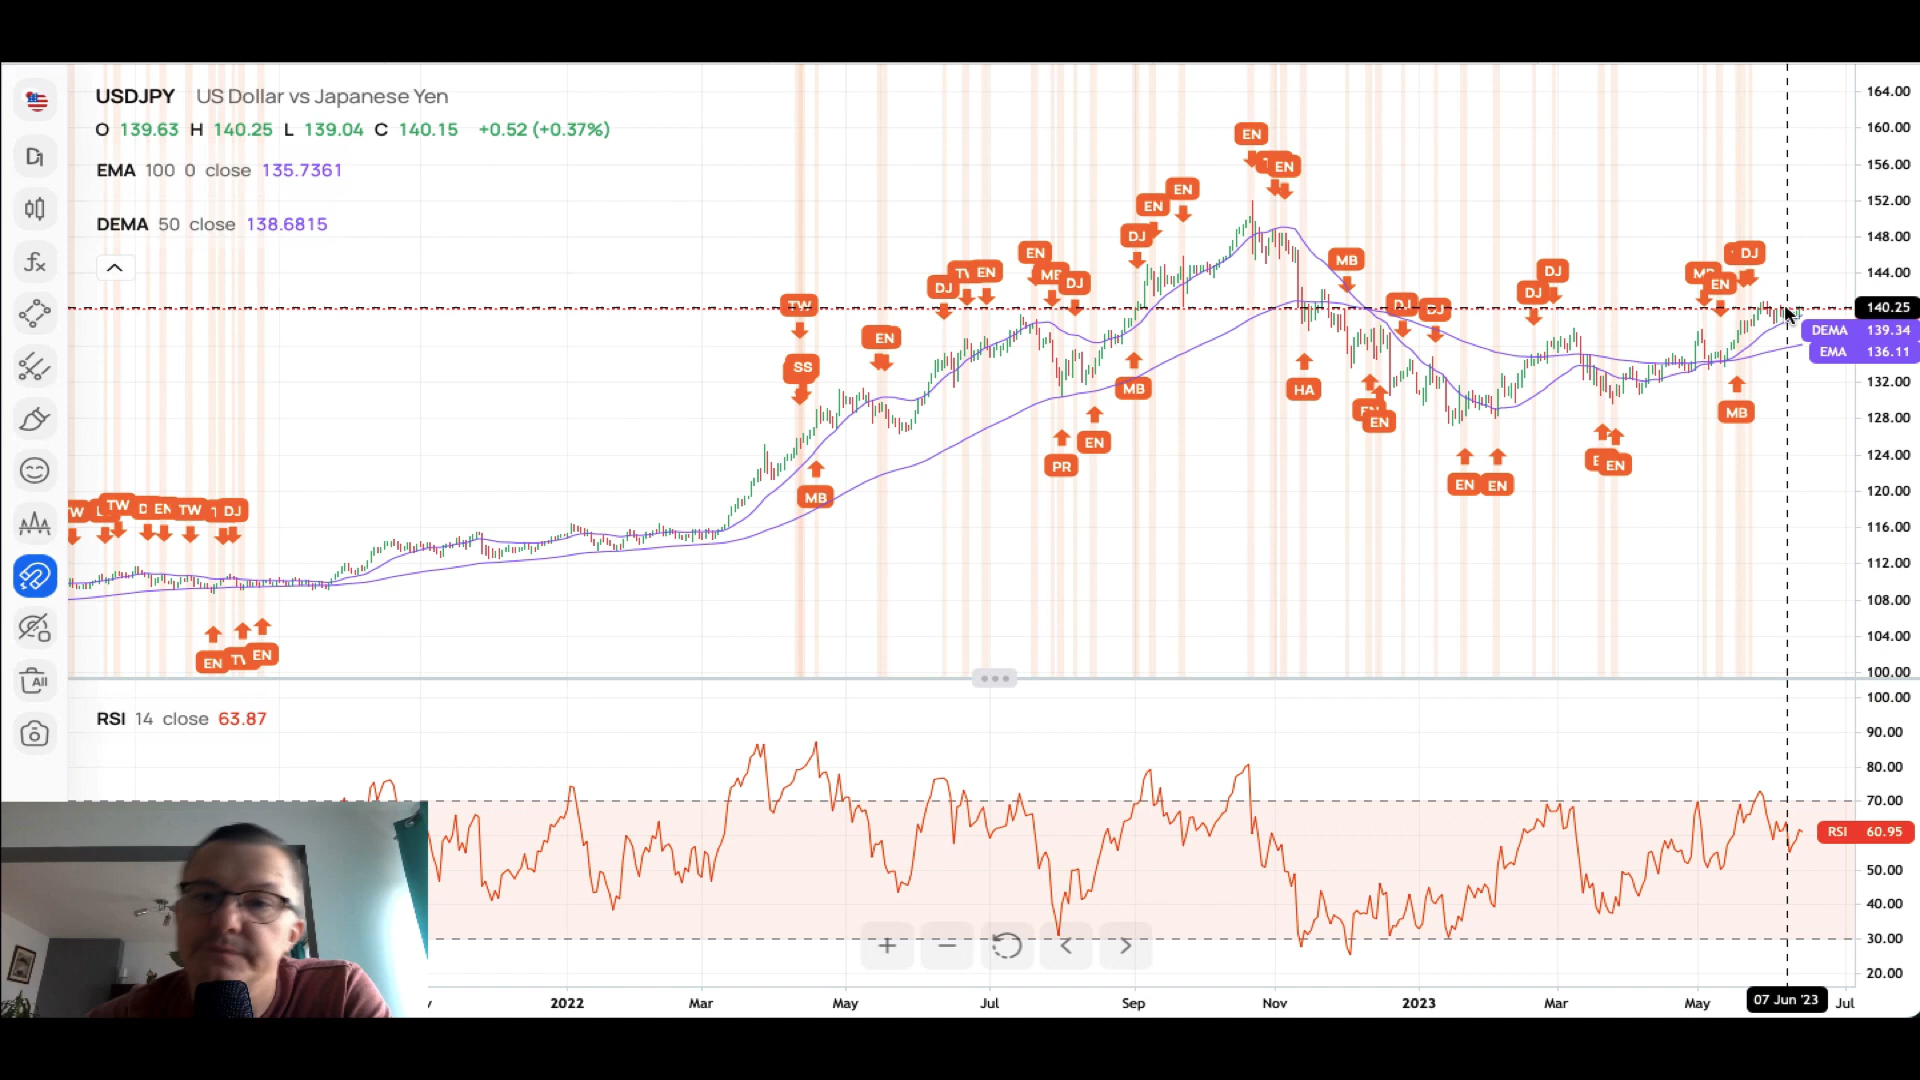 USDJPY US Dollar vs Japanese Yen
O 139.63 H 140.25 L 139.04 C 140.15 +0.52 (+0.37%)
EMA 100 0 close 135.7361
DEMA 50 close 138.6815
164.00
160.00
156.00
152.00
148.00
144.00
140.25
DEMA 139.34
EMA 136.11
132.00
128.00
124.00
120.00
116.00
112.00
108.00
104.00
100.00
EN
EN
EN
EN
DJ
EN
MB
DJ
EN
DJ
TW
SS
EN
MB
DJ
EN
MB
DJ
PR
EN
MB
HA
MB
DJ
DJ
EN
EN
EN
DJ
DJ
EN
EN
DJ
MB
TW
EN
TW
DJ
EN
EN
RSI 14 close 63.87
100.00
90.00
80.00
70.00
RSI 60.95
50.00
40.00
30.00
20.00
2022 Mar May Jul Sep Nov 2023 Mar May 07 Jun '23 Jul
D1
fx
All